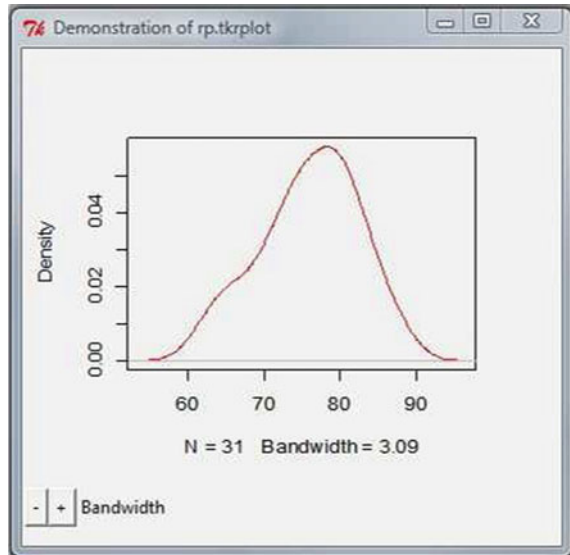 Demonstration of rp.tkrplot
Density
0.04
0.02
0.00
60 70 80 90
N = 31 Bandwidth = 3.09
- + Bandwidth